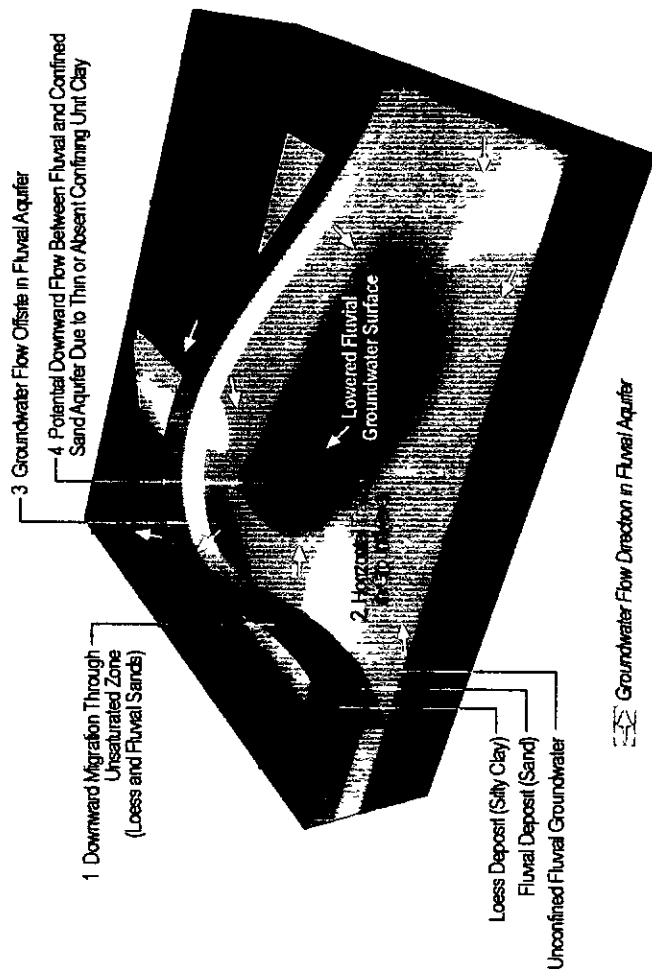 3 Groundwater Flow Offsite in Fluvial Aquifer
4 Potential Downward Flow Between Fluvial and Confined
Sand Aquifer Due to Thin or Absent Confining Unit Clay
1 Downward Migration Through
Unsaturated Zone
(Loess and Fluvial Sands)
Lowered Fluvial
Groundwater Surface
2 Horizontal
Loess Deposit (Silty Clay)
Fluvial Deposit (Sand)
Unconfined Fluvial Groundwater
Groundwater Flow Direction in Fluvial Aquifer